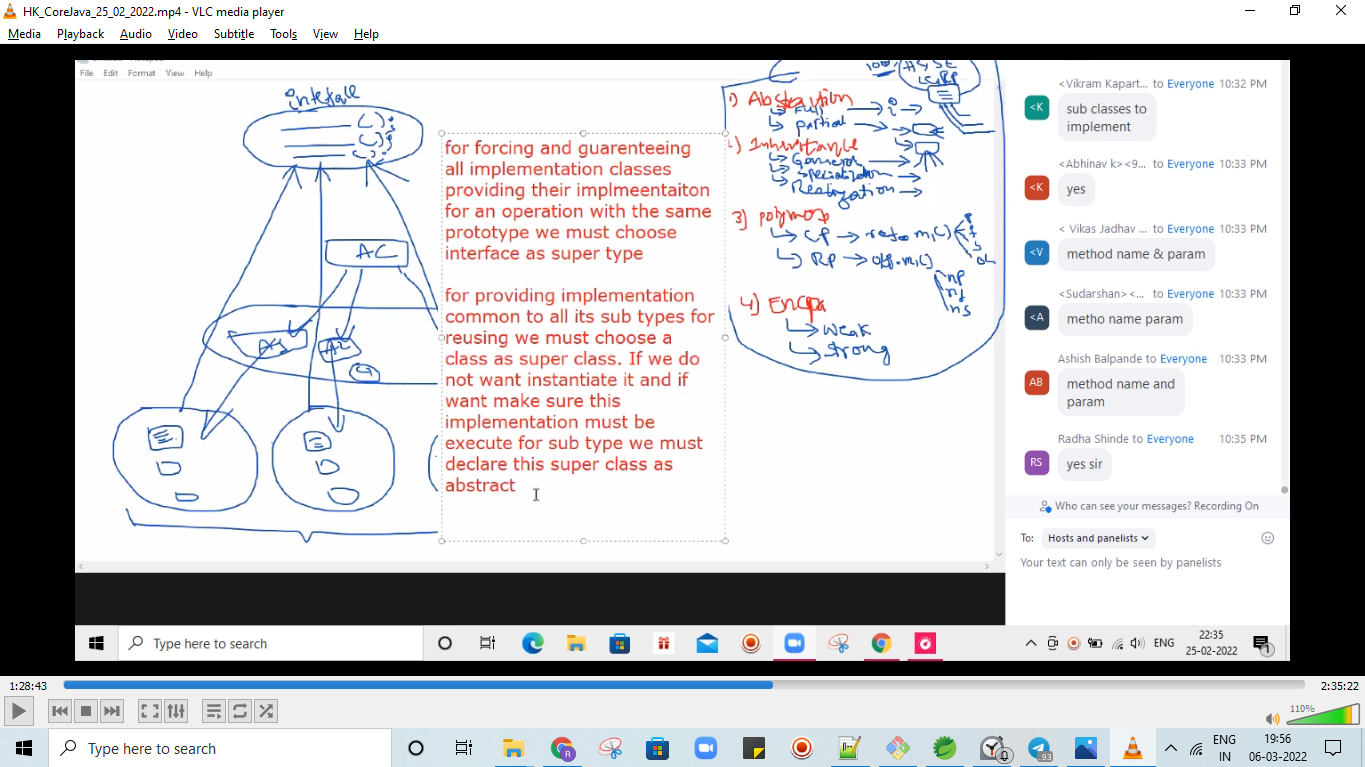 HK_CoreJava_25_02_2022.mp4 - VLC media player
Media Playback Audio Video Subtitle Tools View Help
File Edit Format View Help
AC
for forcing and guarenteeing
all implementation classes
providing their implmeentaiton
for an operation with the same
prototype we must choose
interface as super type
for providing implementation
common to all its sub types for
reusing we must choose a
class as super class. If we do
not want instantiate it and if
want make sure this
implementation must be
execute for sub type we must
declare this super class as
abstract
1) Abstraction
Full
partial
Inheritance
General
Specialization
3) polymor
CP
RP
4) Encpa
weak
strong
<Vikram Kapart... to Everyone 10:32 PM
<K
sub classes to
implement
<Abhinav k> <9... to Everyone 10:33 PM
<K
yes
< Vikas Jadhav ... to Everyone 10:33 PM
<V
method name & param
<Sudarshan> <... to Everyone 10:33 PM
<A
metho name param
Ashish Balpande to Everyone 10:33 PM
AB
method name and
param
Radha Shinde to Everyone 10:35 PM
RS
yes sir
Who can see your messages? Recording On
To: Hosts and panelists
Your text can only be seen by panelists
Type here to search
ENG
22:35
25-02-2022
1
1:28:43
2:35:22
110%
Type here to search
R
93
ENG
IN
19:56
06-03-2022